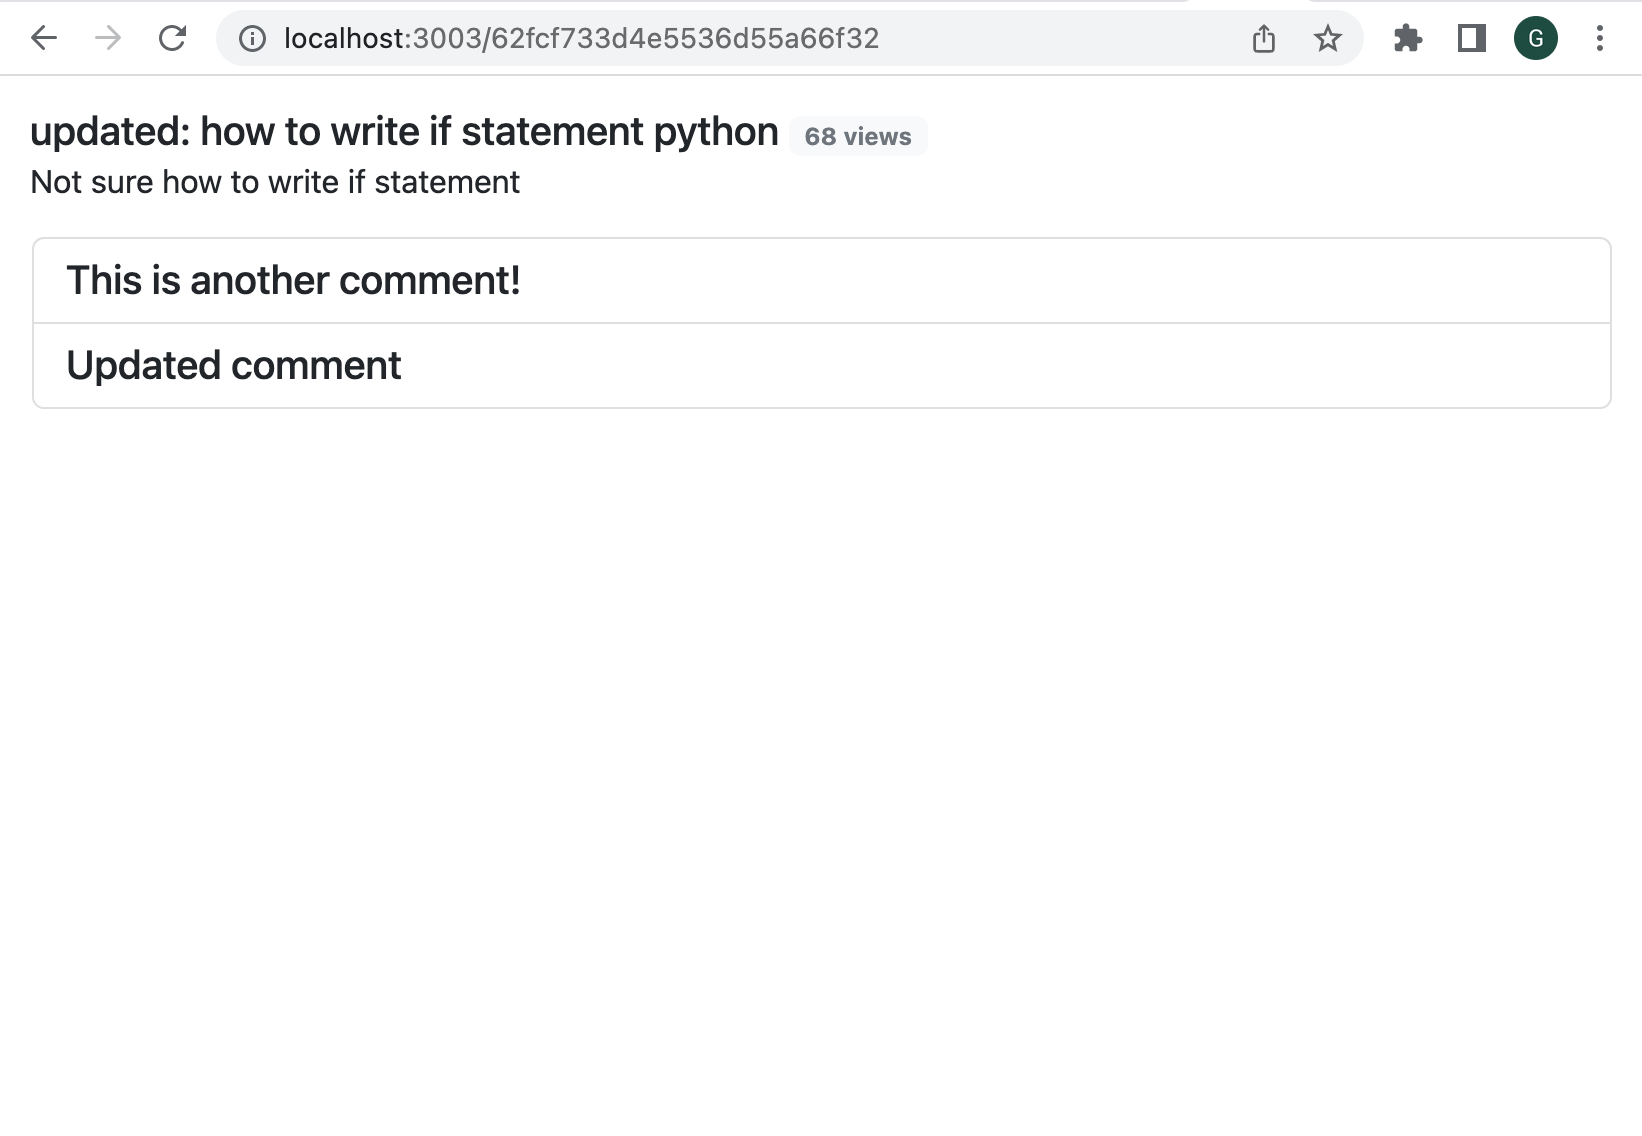 localhost:3003/62fcf733d4e5536d55a66f32
G
updated: how to write if statement python 68 views
Not sure how to write if statement
This is another comment!
Updated comment